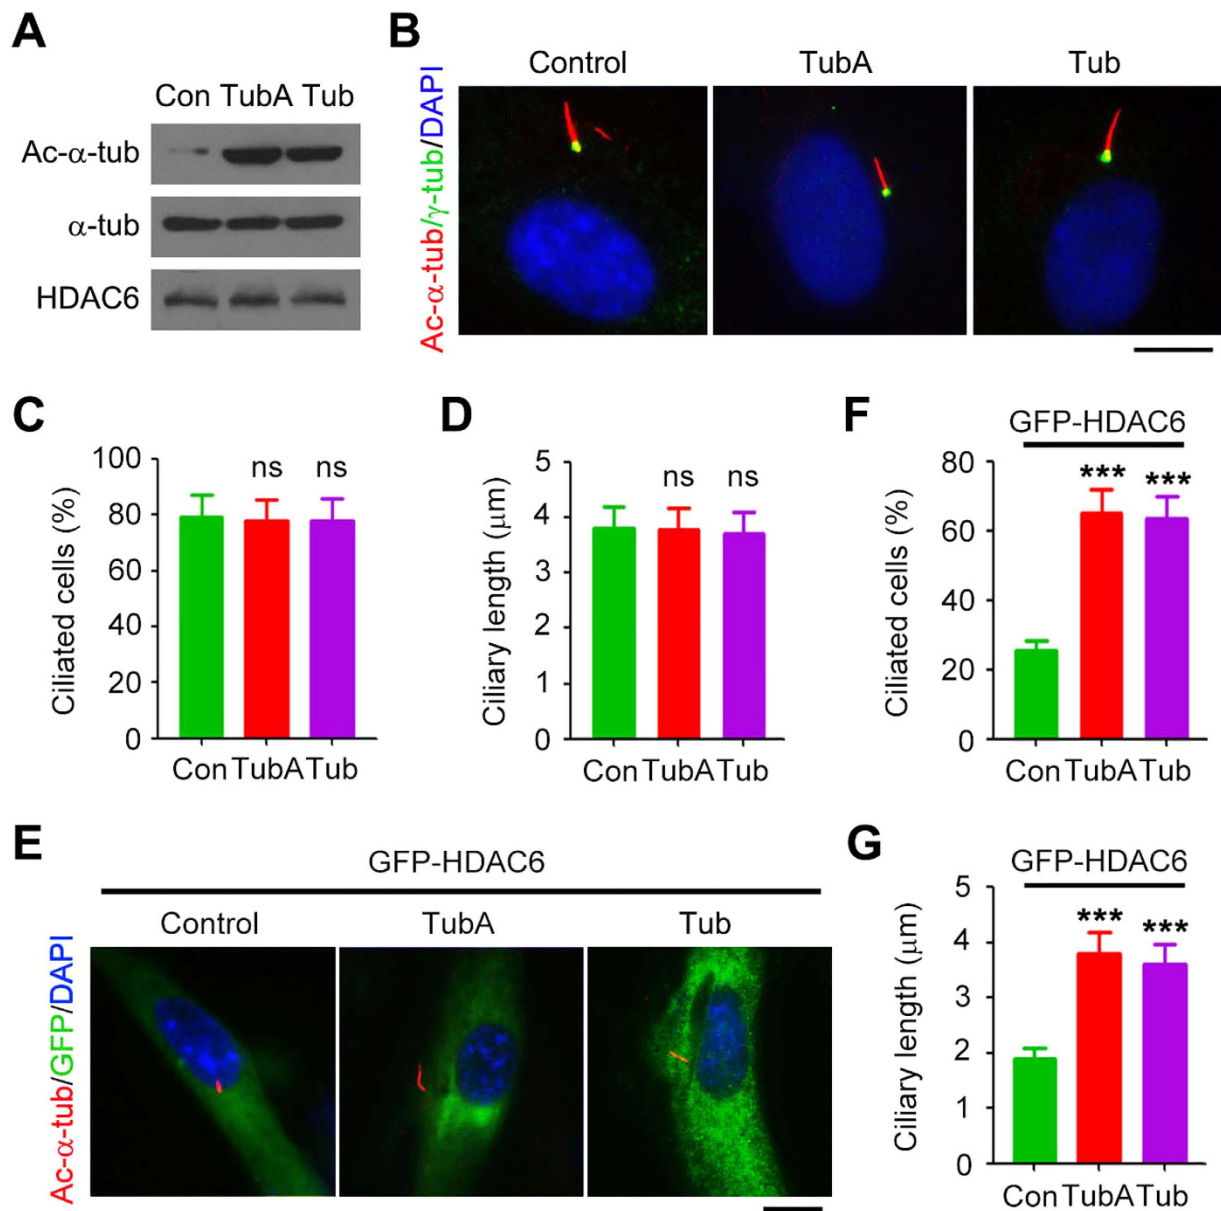 A
Con TubA Tub
Ac-α-tub
α-tub
HDAC6
B
Control TubA Tub
Ac-α-tub/γ-tub/DAPI
C
Ciliated cells (%)
100
80
60
40
20
0
ns ns
Con TubA Tub
D
Ciliary length (μm)
5
4
3
2
1
0
ns ns
Con TubA Tub
F
GFP-HDAC6
Ciliated cells (%)
80
60
40
20
0
*** ***
Con TubA Tub
E
GFP-HDAC6
Control TubA Tub
Ac-α-tub/GFP/DAPI
G
GFP-HDAC6
Ciliary length (μm)
5
4
3
2
1
0
*** ***
Con TubA Tub